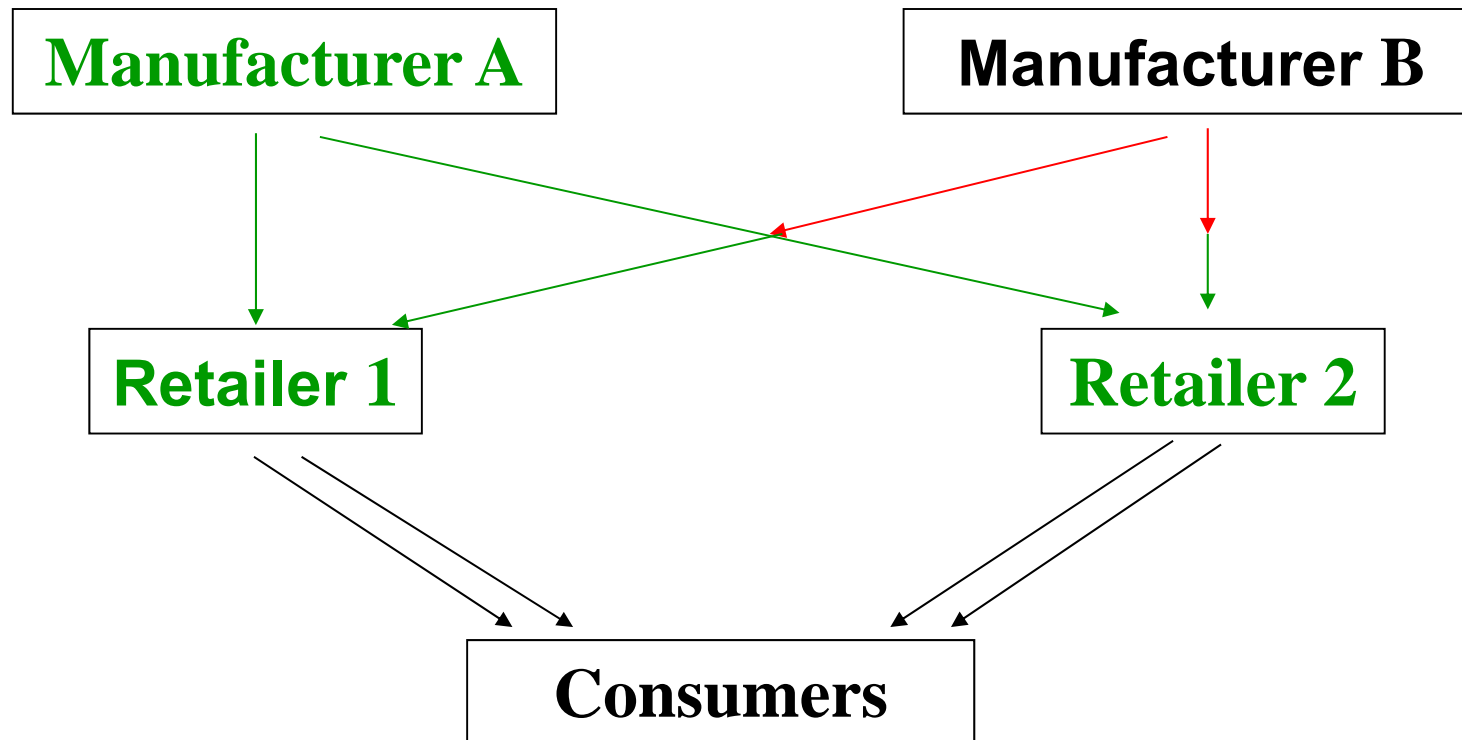 Manufacturer A
Manufacturer B
Retailer 1
Retailer 2
Consumers